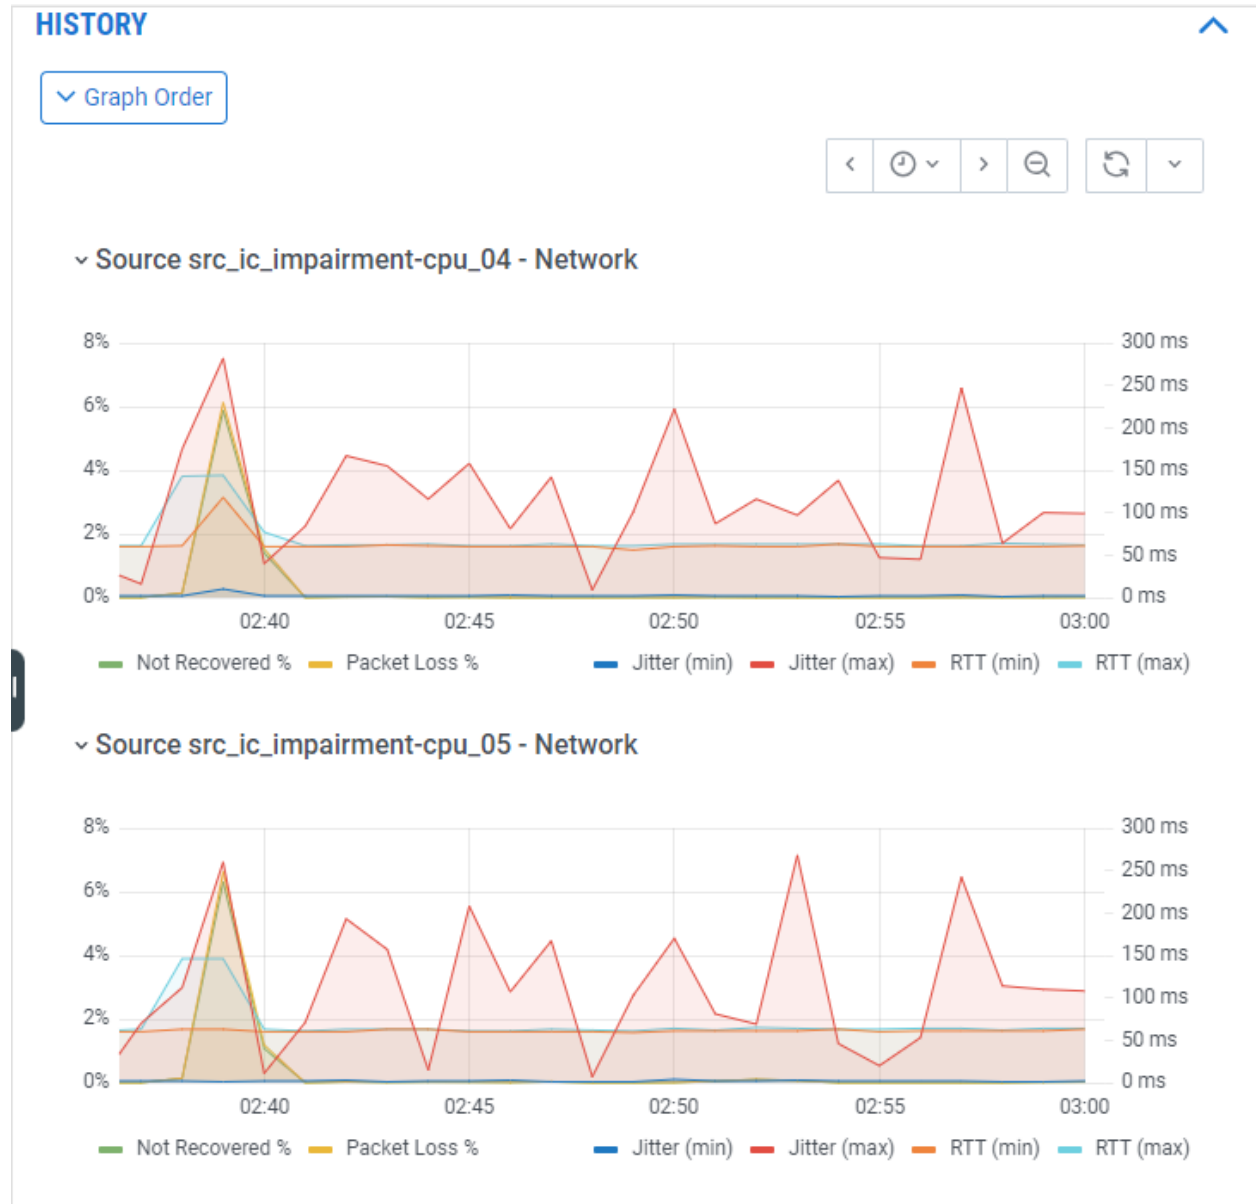 HISTORY
Graph Order
Source src_ic_impairment-cpu_04 - Network
8% 300 ms
250 ms
6%
200 ms
4% 150 ms
100 ms
2%
50 ms
0% 0 ms
02:40 02:45 02:50 02:55 03:00
Not Recovered % Packet Loss % Jitter (min) Jitter (max) RTT (min) RTT (max)
Source src_ic_impairment-cpu_05 - Network
8% 300 ms
250 ms
6%
200 ms
4% 150 ms
100 ms
2%
50 ms
0% 0 ms
02:40 02:45 02:50 02:55 03:00
Not Recovered % Packet Loss % Jitter (min) Jitter (max) RTT (min) RTT (max)